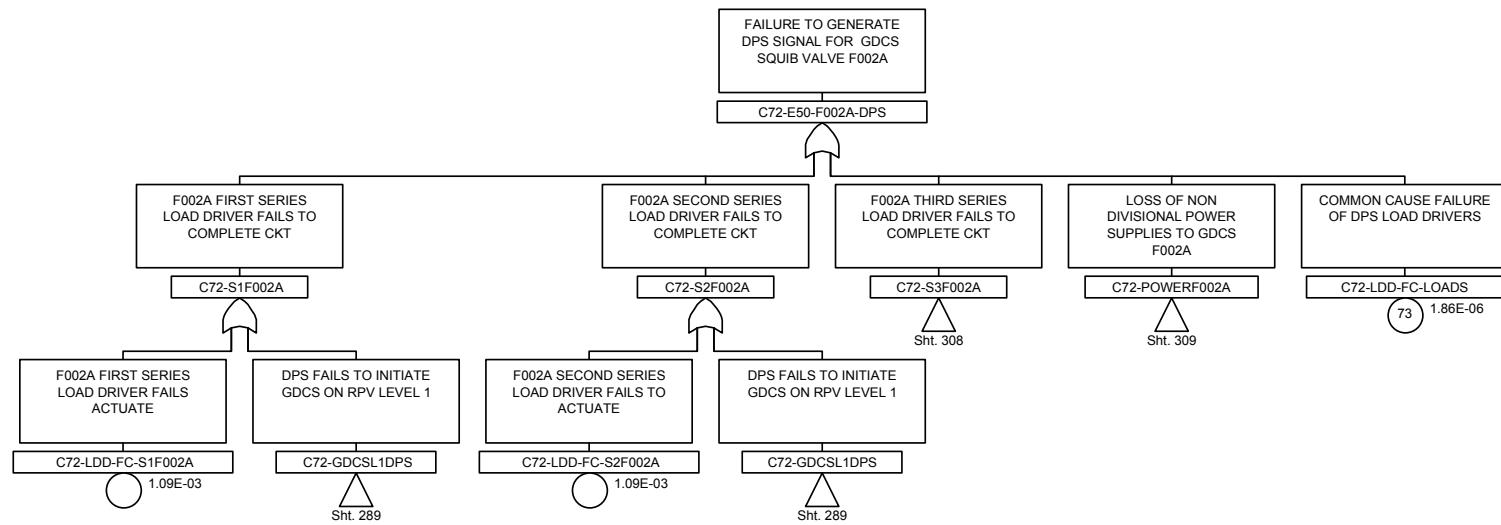 FAILURE TO GENERATE
DPS SIGNAL FOR GDCS
SQUIB VALVE F002A
C72-E50-F002A-DPS
F002A FIRST SERIES
LOAD DRIVER FAILS TO
COMPLETE CKT
C72-S1F002A
F002A SECOND SERIES
LOAD DRIVER FAILS TO
COMPLETE CKT
C72-S2F002A
F002A THIRD SERIES
LOAD DRIVER FAILS TO
COMPLETE CKT
C72-S3F002A
Sht. 308
LOSS OF NON
DIVISIONAL POWER
SUPPLIES TO GDCS
F002A
C72-POWERF002A
Sht. 309
COMMON CAUSE FAILURE
OF DPS LOAD DRIVERS
C72-LDD-FC-LOADS
73 1.86E-06
F002A FIRST SERIES
LOAD DRIVER FAILS
ACTUATE
C72-LDD-FC-S1F002A
1.09E-03
DPS FAILS TO INITIATE
GDCS ON RPV LEVEL 1
C72-GDCSL1DPS
Sht. 289
F002A SECOND SERIES
LOAD DRIVER FAILS TO
ACTUATE
C72-LDD-FC-S2F002A
1.09E-03
DPS FAILS TO INITIATE
GDCS ON RPV LEVEL 1
C72-GDCSL1DPS
Sht. 289